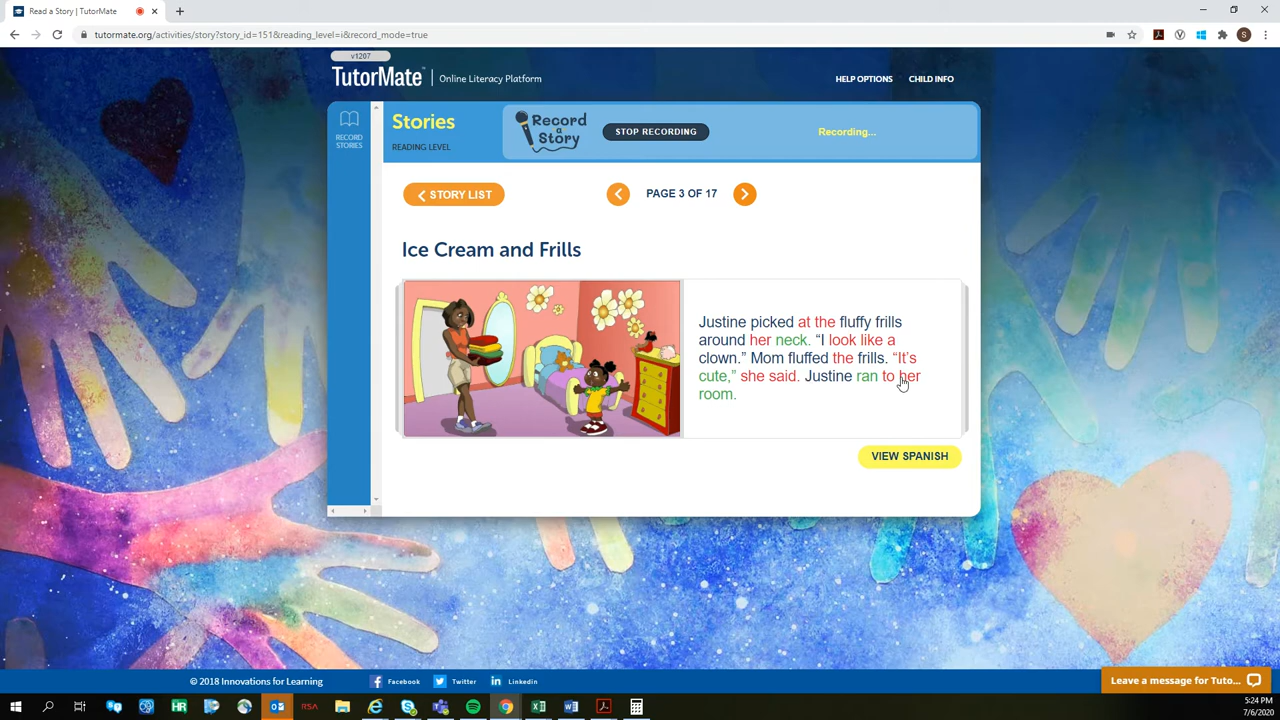 Read a Story | TutorMate
tutormate.org/activities/story?story_id=151&reading_level=i&record_mode=true
S
v1207
TutorMate™ | Online Literacy Platform
HELP OPTIONS
CHILD INFO
RECORD
STORIES
Stories
READING LEVEL
Record
a
Story
STOP RECORDING
Recording...
STORY LIST
PAGE 3 OF 17
Ice Cream and Frills
Justine picked at the fluffy frills
around her neck. “I look like a
clown.” Mom fluffed the frills. “It’s
cute,” she said. Justine ran to her
room.
VIEW SPANISH
© 2018 Innovations for Learning
Facebook
Twitter
Linkedin
Leave a message for Tuto...
HR
RSA
5:24 PM
7/6/2020